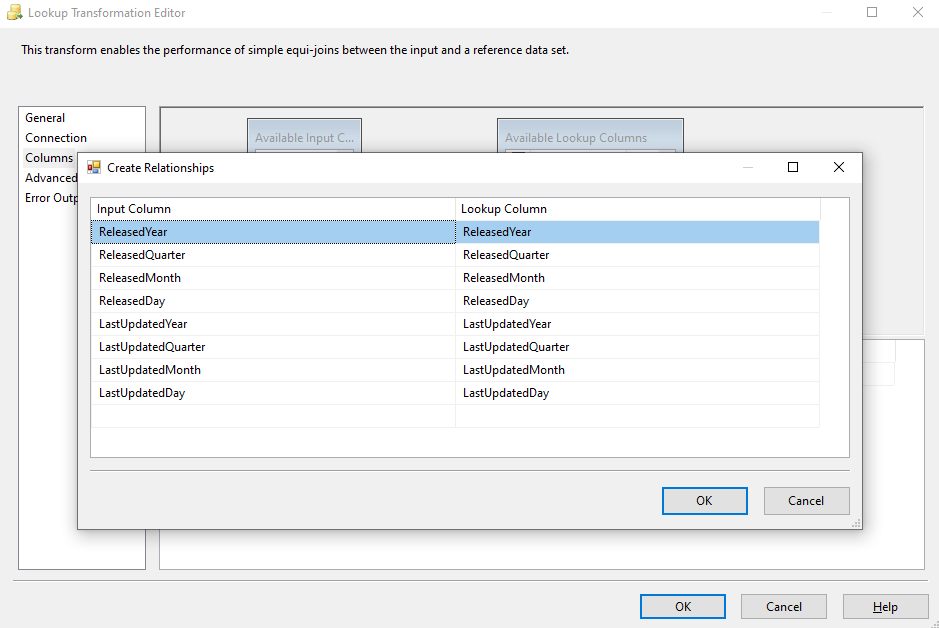 Lookup Transformation Editor
This transform enables the performance of simple equi-joins between the input and a reference data set.
General
Connection
Columns
Advanced
Error Outp
Available Input C...
Available Lookup Columns
Create Relationships
Input Column Lookup Column
ReleasedYear ReleasedYear
ReleasedQuarter ReleasedQuarter
ReleasedMonth ReleasedMonth
ReleasedDay ReleasedDay
LastUpdatedYear LastUpdatedYear
LastUpdatedQuarter LastUpdatedQuarter
LastUpdatedMonth LastUpdatedMonth
LastUpdatedDay LastUpdatedDay
OK Cancel
OK Cancel Help